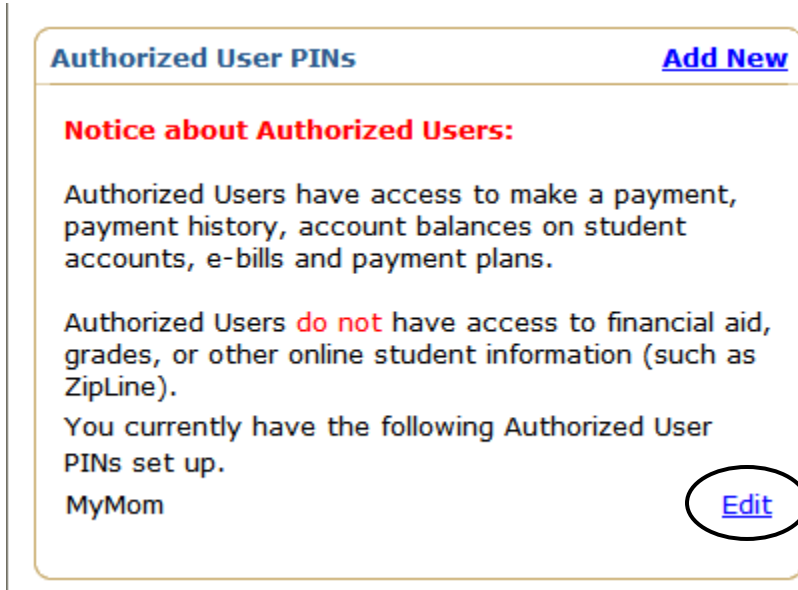 Authorized User PINs Add New
Notice about Authorized Users:
Authorized Users have access to make a payment,
payment history, account balances on student
accounts, e-bills and payment plans.
Authorized Users do not have access to financial aid,
grades, or other online student information (such as
ZipLine).
You currently have the following Authorized User
PINs set up.
MyMom Edit